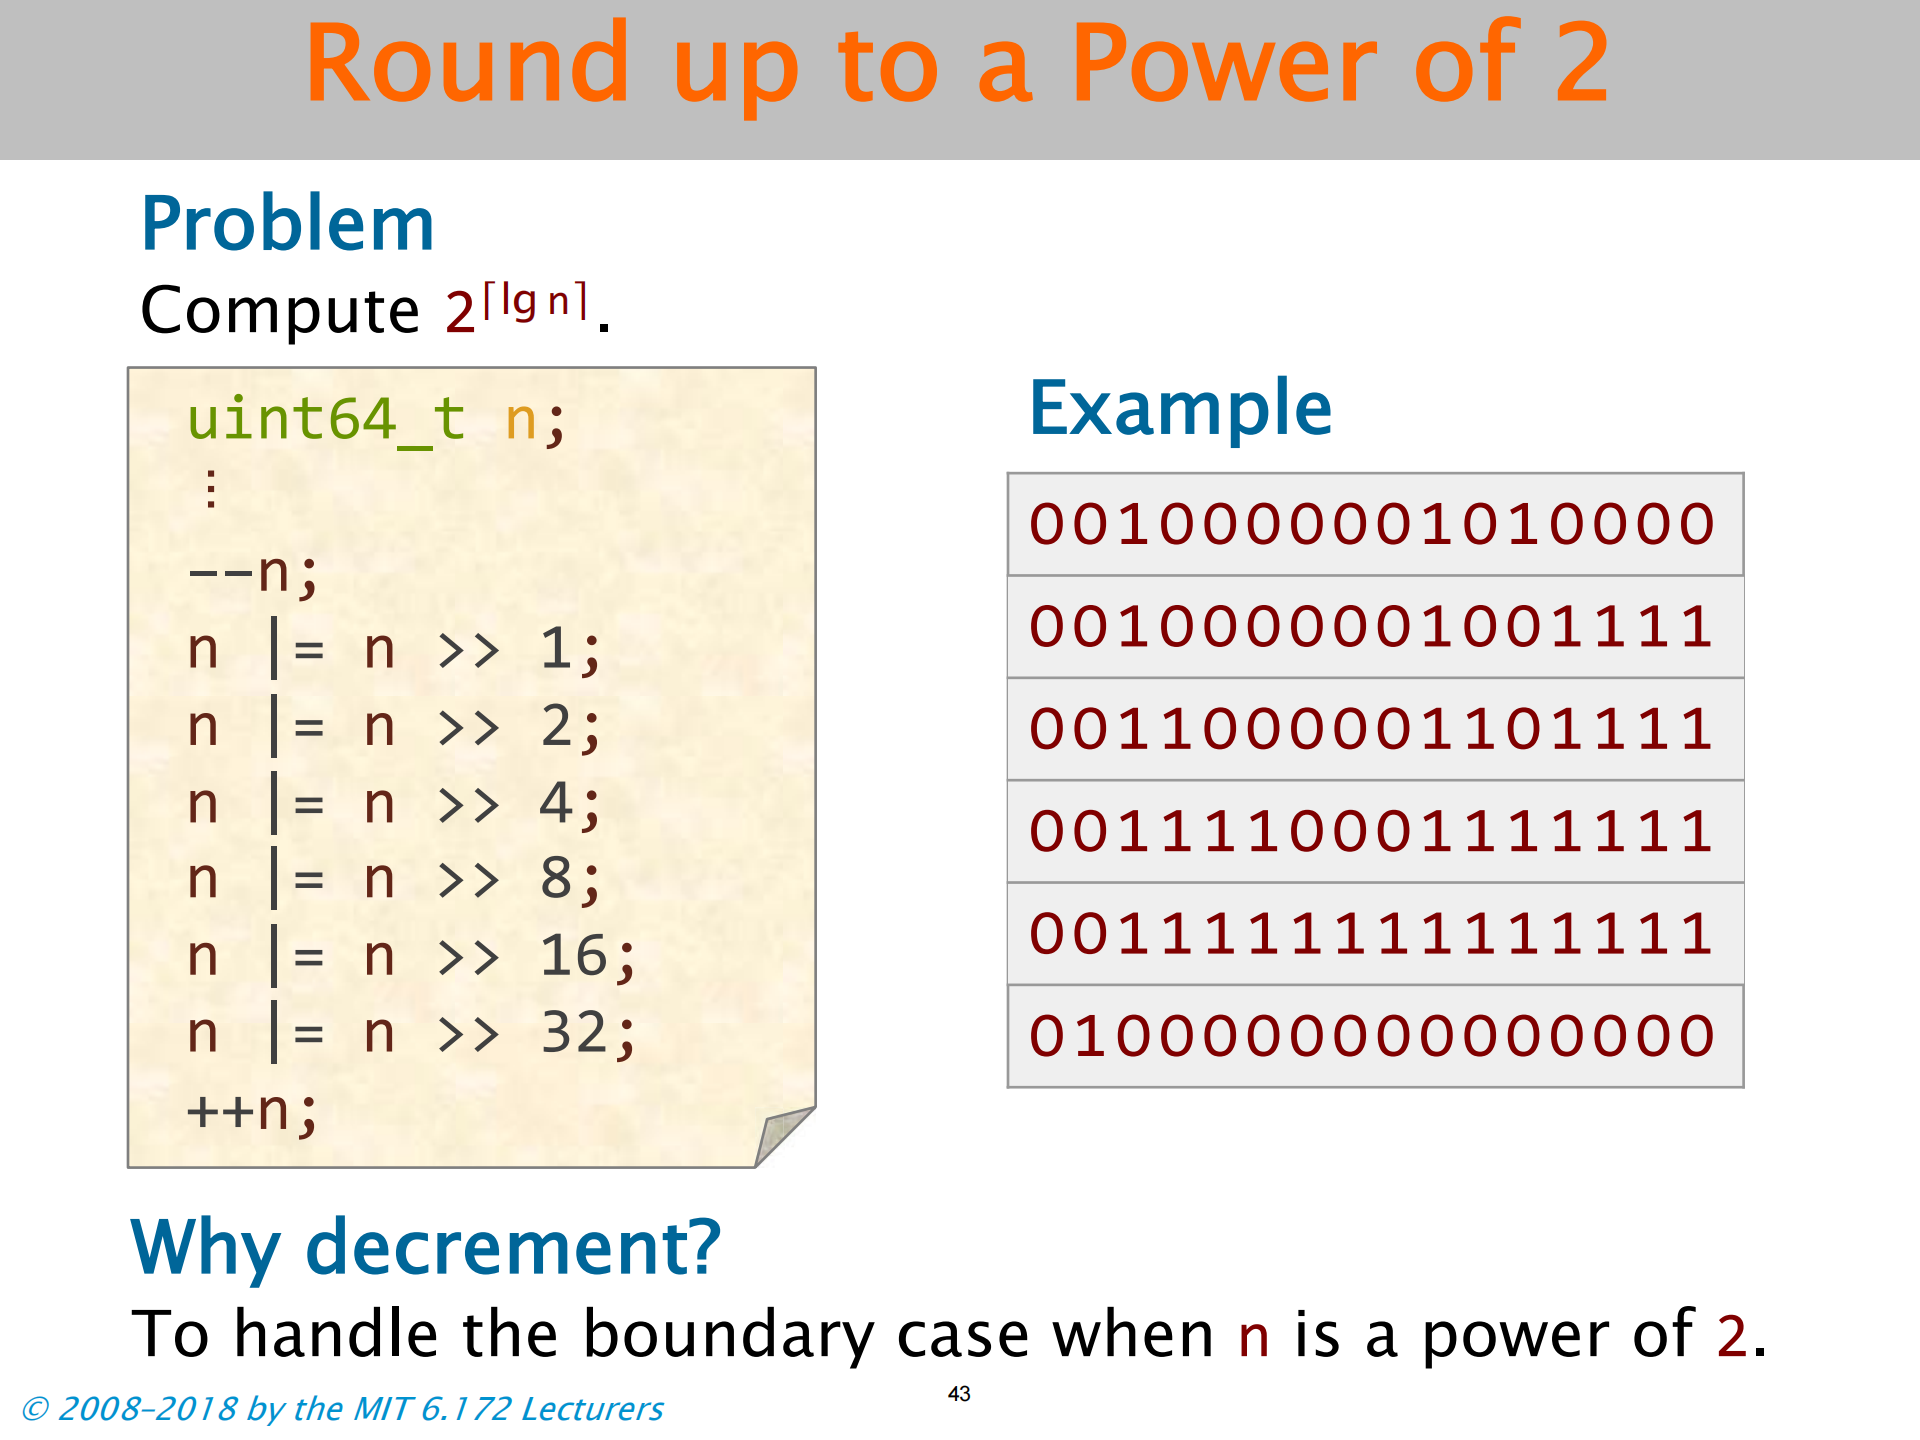 Round up to a Power of 2
Problem
Compute 2⌈lg n⌉.
uint64_t n;
⋮
--n;
n |= n >> 1;
n |= n >> 2;
n |= n >> 4;
n |= n >> 8;
n |= n >> 16;
n |= n >> 32;
++n;
Example
0010000001010000
0010000001001111
0011000001101111
0011110001111111
0011111111111111
0100000000000000
Why decrement?
To handle the boundary case when n is a power of 2.
© 2008–2018 by the MIT 6.172 Lecturers
43